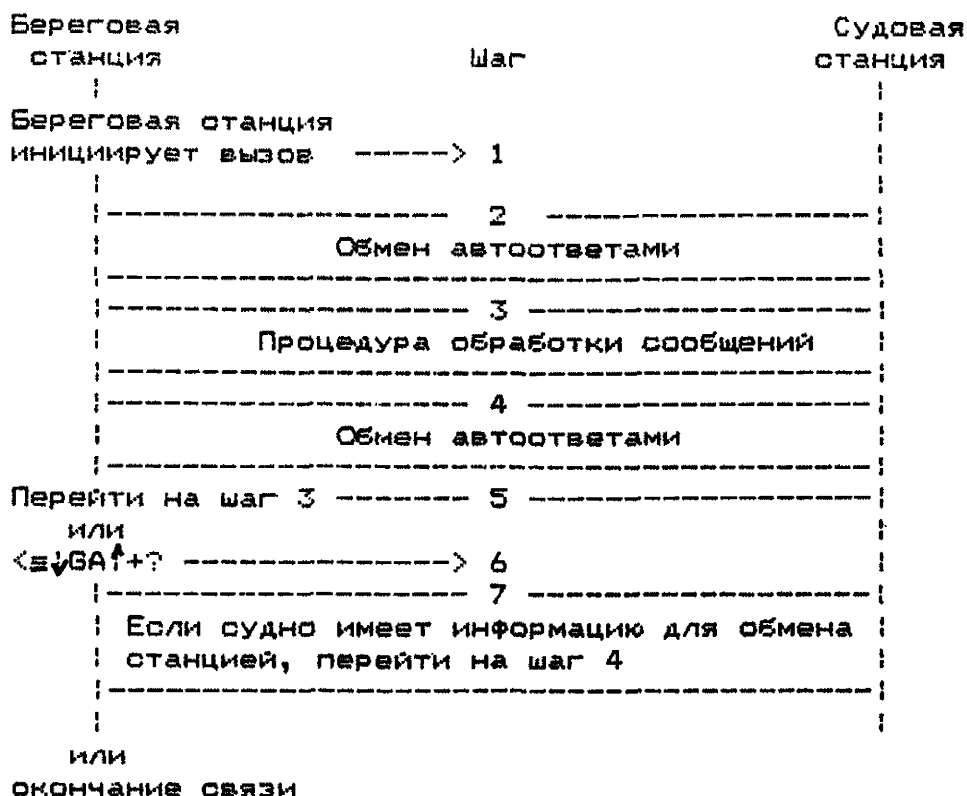 Береговая Судовая
станция Шаг станция
Береговая станция
инициирует вызов -----> 1
2
Обмен автоответами
3
Процедура обработки сообщений
4
Обмен автоответами
Перейти на шаг 3 ------- 5
или
<≡↓GA↑+? --------------> 6
7
Если судно имеет информацию для обмена
станцией, перейти на шаг 4
или
окончание связи